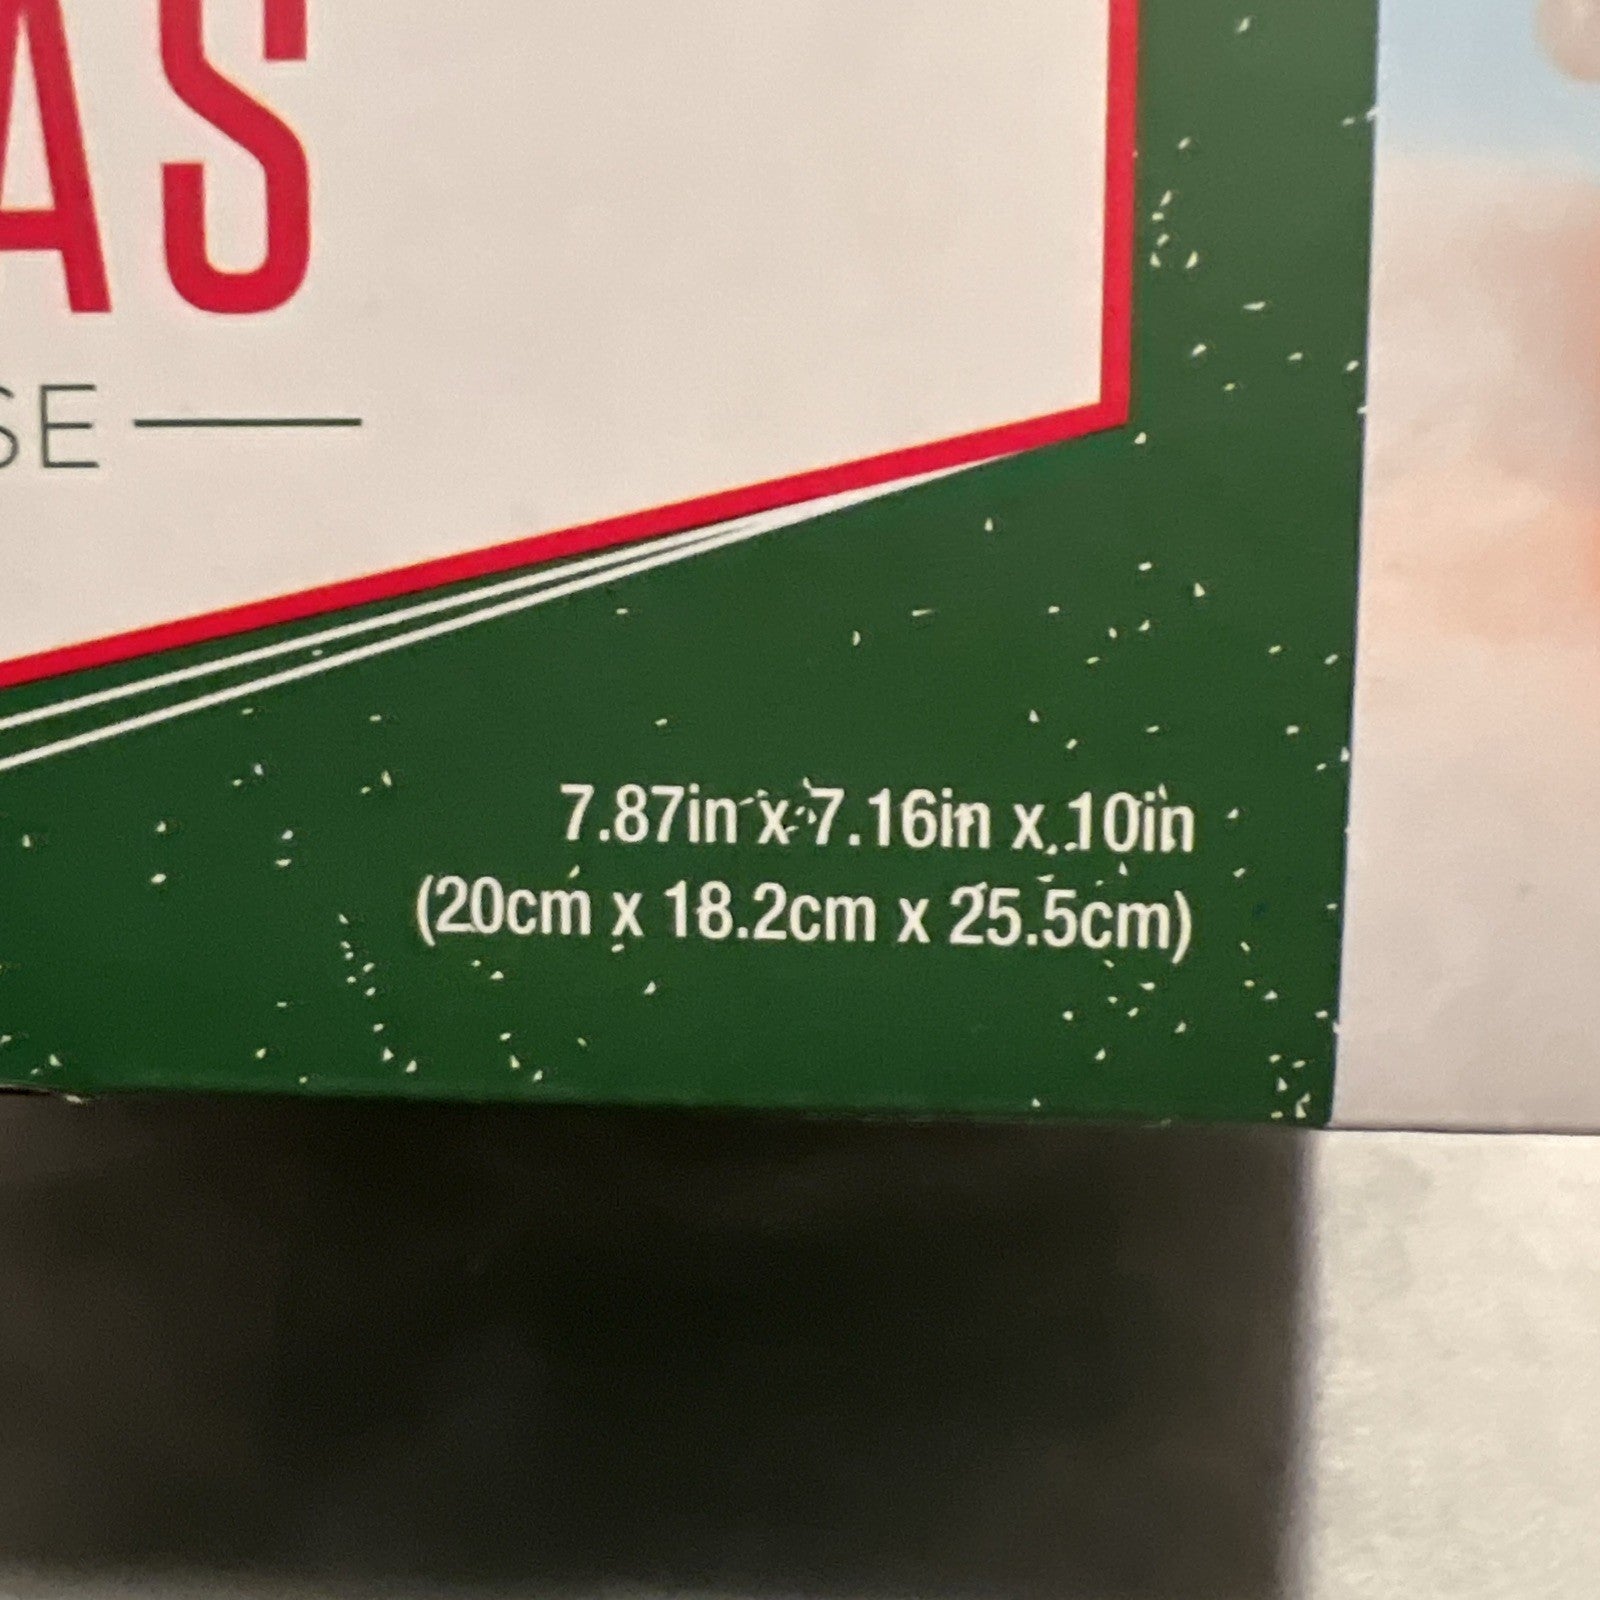 AS
SE
7.87in x 7.16in x 10in
(20cm x 18.2cm x 25.5cm)